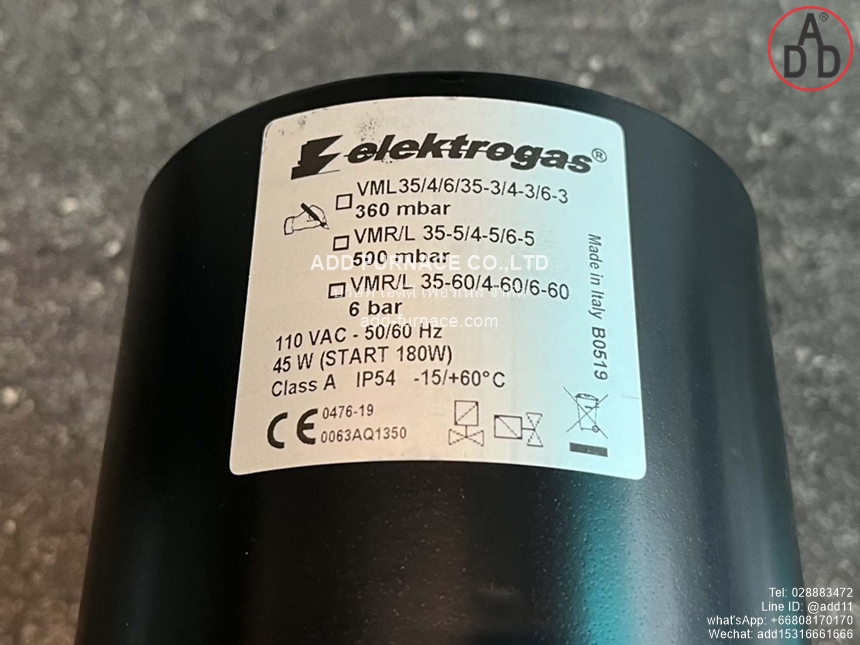 ADD®
elektrogas®
VML35/4/6/35-3/4-3/6-3
360 mbar
VMR/L 35-5/4-5/6-5
500 mbar
ADD FURNACE CO.,LTD
VMR/L 35-60/4-60/6-60
6 bar
add-furnace.com
110 VAC - 50/60 Hz
45 W (START 180W)
Class A IP54 -15/+60°C
CE 0476-19
0063AQ1350
Made in Italy B0519
Tel: 028883472
Line ID: @add11
what'sApp: +66808170170
Wechat: add15316661666